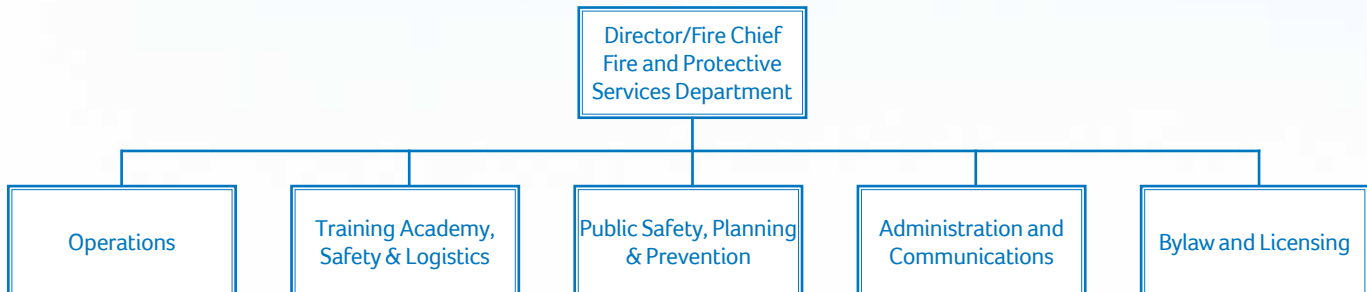 Director/Fire Chief
Fire and Protective
Services Department
Operations
Training Academy,
Safety & Logistics
Public Safety, Planning
& Prevention
Administration and
Communications
Bylaw and Licensing